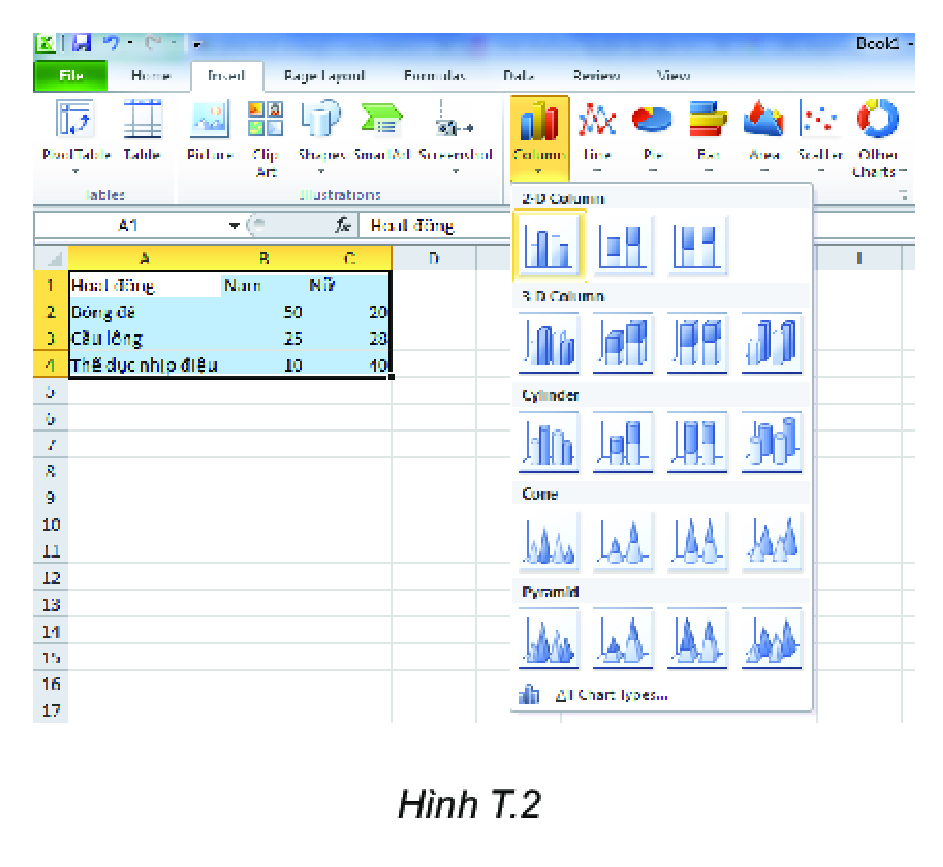 Book1 -
File Home Insert Page Layout Formulas Data Review View
PivotTable Table Picture Clip Art Shapes SmartArt Screenshot Column Line Pie Bar Area Scatter Other Charts
Tables Illustrations
A1 fx Hoạt động
A B C D I
1 Hoạt động Nam Nữ
2 Bóng đá 50 20
3 Cầu lông 25 28
4 Thể dục nhịp điệu 10 40
5
6
7
8
9
10
11
12
13
14
15
16
17
2-D Column
3-D Column
Cylinder
Cone
Pyramid
All Chart Types...
Hình T.2